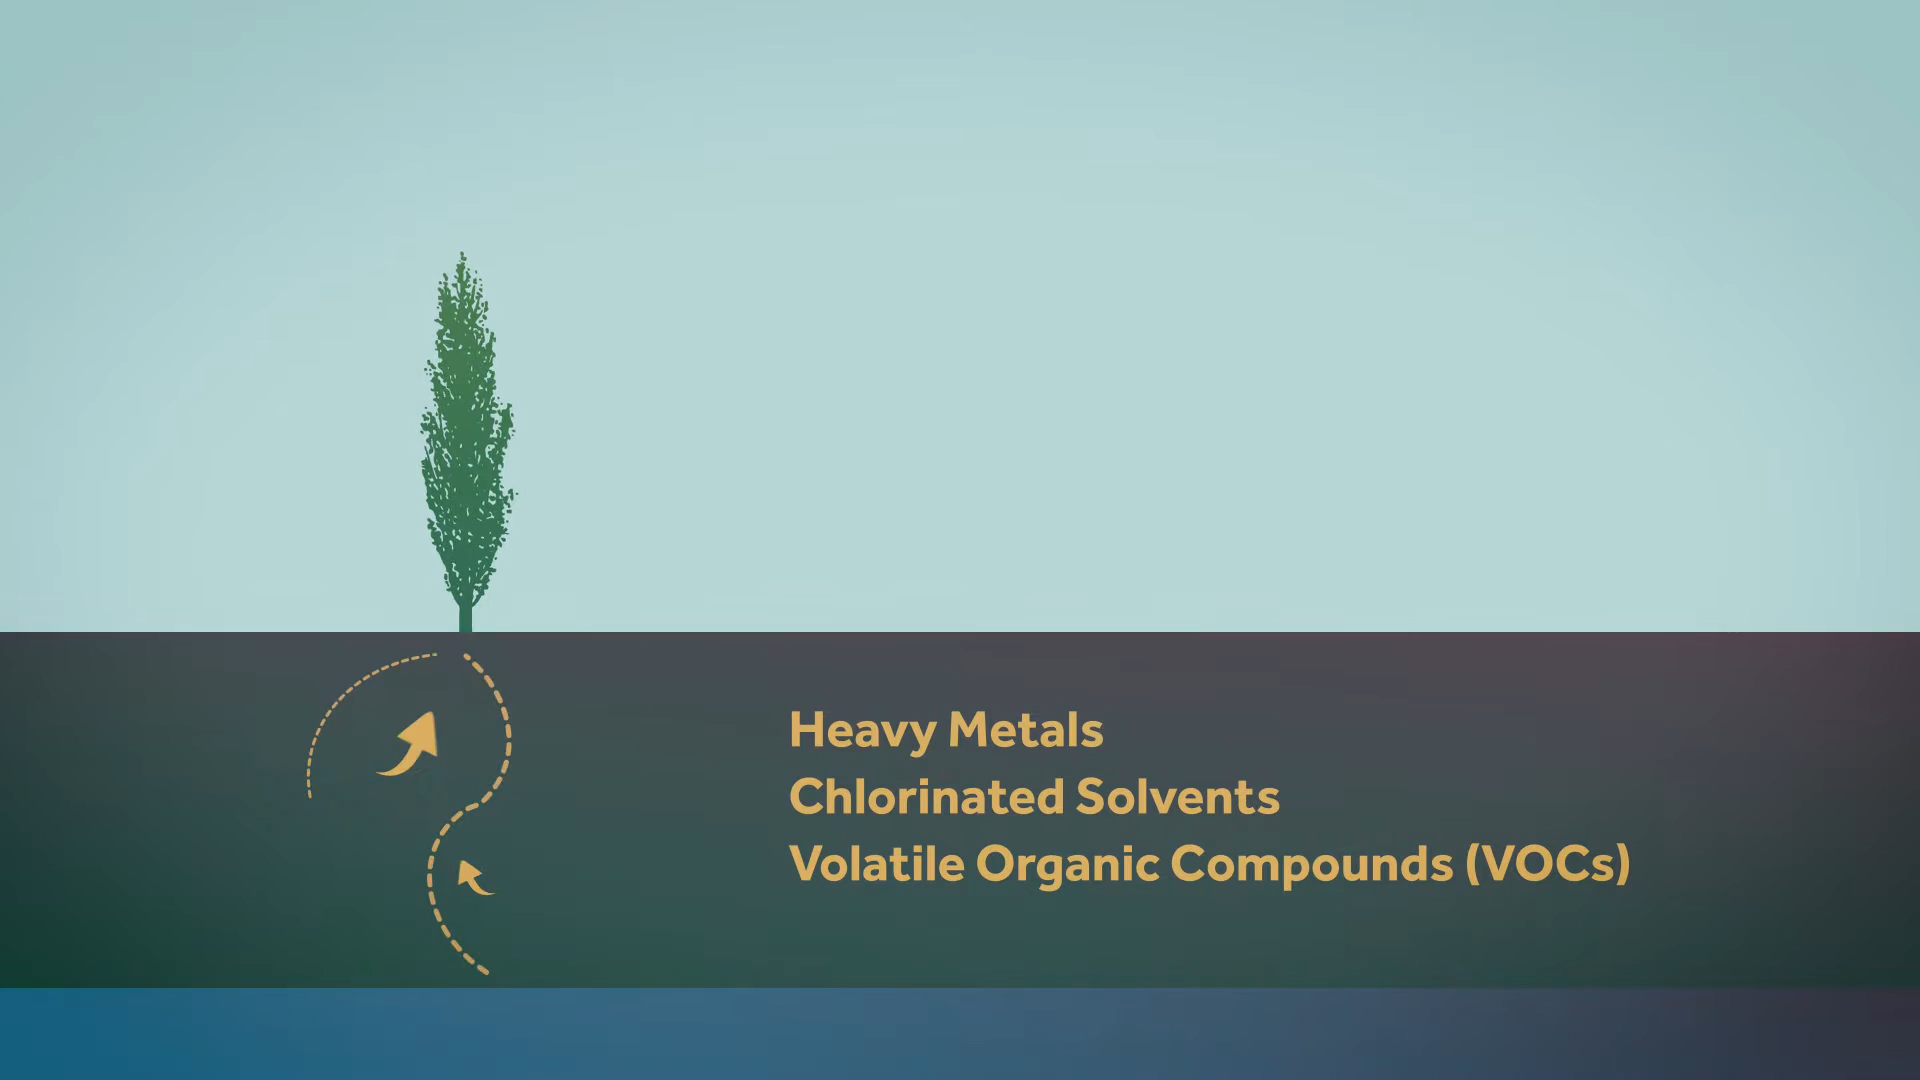 Heavy Metals
Chlorinated Solvents
Volatile Organic Compounds (VOCs)